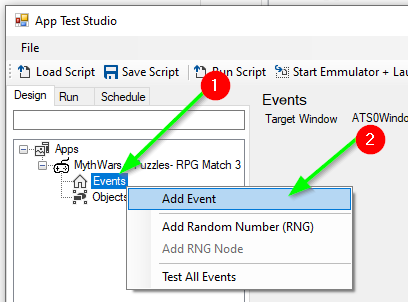 App Test Studio
File
Load Script Save Script Run Script Start Emmulator + Lau
Design Run Schedule
1
Events
Target Window ATS0Windo
2
Apps
MythWars Puzzles- RPG Match 3
Events
Objects
Add Event
Add Random Number (RNG)
Add RNG Node
Test All Events